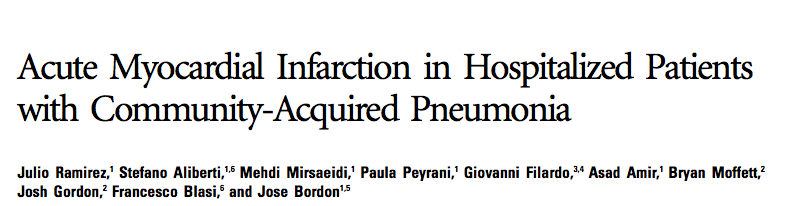 Acute Myocardial Infarction in Hospitalized Patients
with Community-Acquired Pneumonia
Julio Ramirez,¹ Stefano Aliberti,¹,⁶ Mehdi Mirsaeidi,¹ Paula Peyrani,¹ Giovanni Filardo,³,⁴ Asad Amir,¹ Bryan Moffett,²
Josh Gordon,² Francesco Blasi,⁶ and Jose Bordon¹,⁵